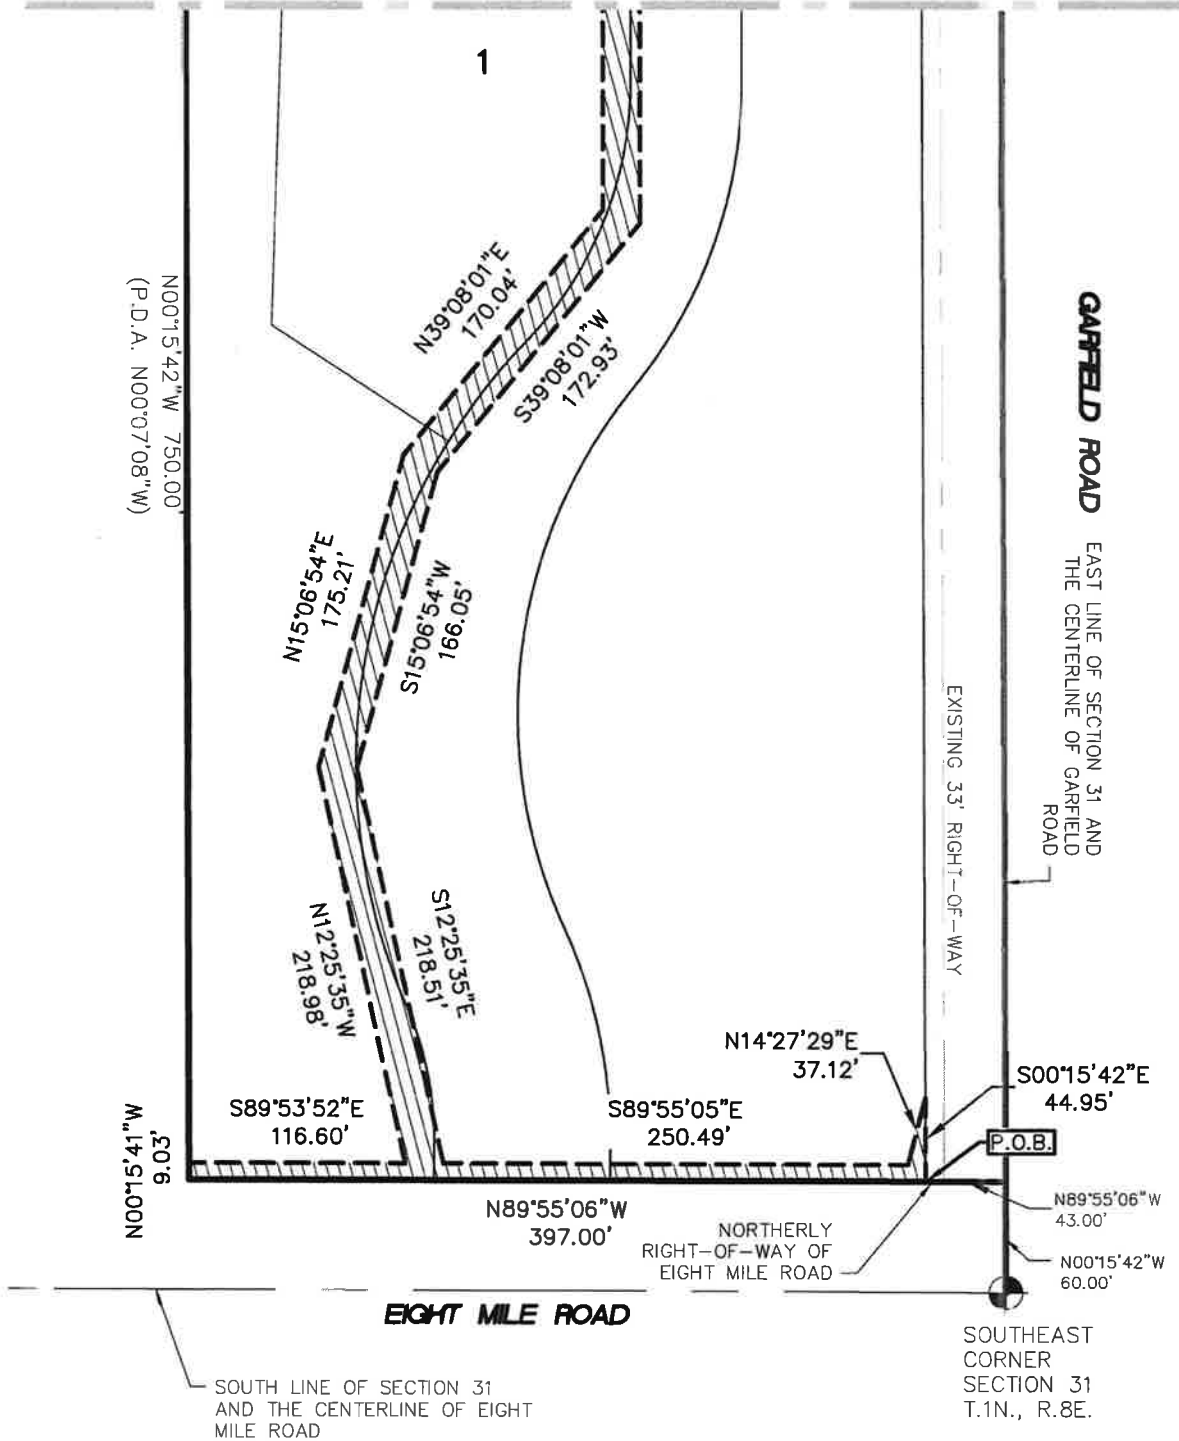 1
N39°08'01"E
170.04'
S39°08'01"W
172.93'
N00°15'42"W 750.00'
(P.D.A. N00°07'08"W)
GARFIELD ROAD
EAST LINE OF SECTION 31 AND
THE CENTERLINE OF GARFIELD
ROAD
N15°06'54"E
175.21'
S15°06'54"W
166.05'
EXISTING 33' RIGHT-OF-WAY
N12°25'35"W
218.98'
S12°25'35"E
218.51'
N14°27'29"E
37.12'
S00°15'42"E
44.95'
S89°53'52"E
116.60'
S89°55'05"E
250.49'
P.O.B.
N00°15'41"W
9.03'
N89°55'06"W
397.00'
N89°55'06"W
43.00'
NORTHERLY
RIGHT-OF-WAY OF
EIGHT MILE ROAD
N00°15'42"W
60.00'
EIGHT MILE ROAD
SOUTHEAST
CORNER
SECTION 31
T.1N., R.8E.
SOUTH LINE OF SECTION 31
AND THE CENTERLINE OF EIGHT
MILE ROAD